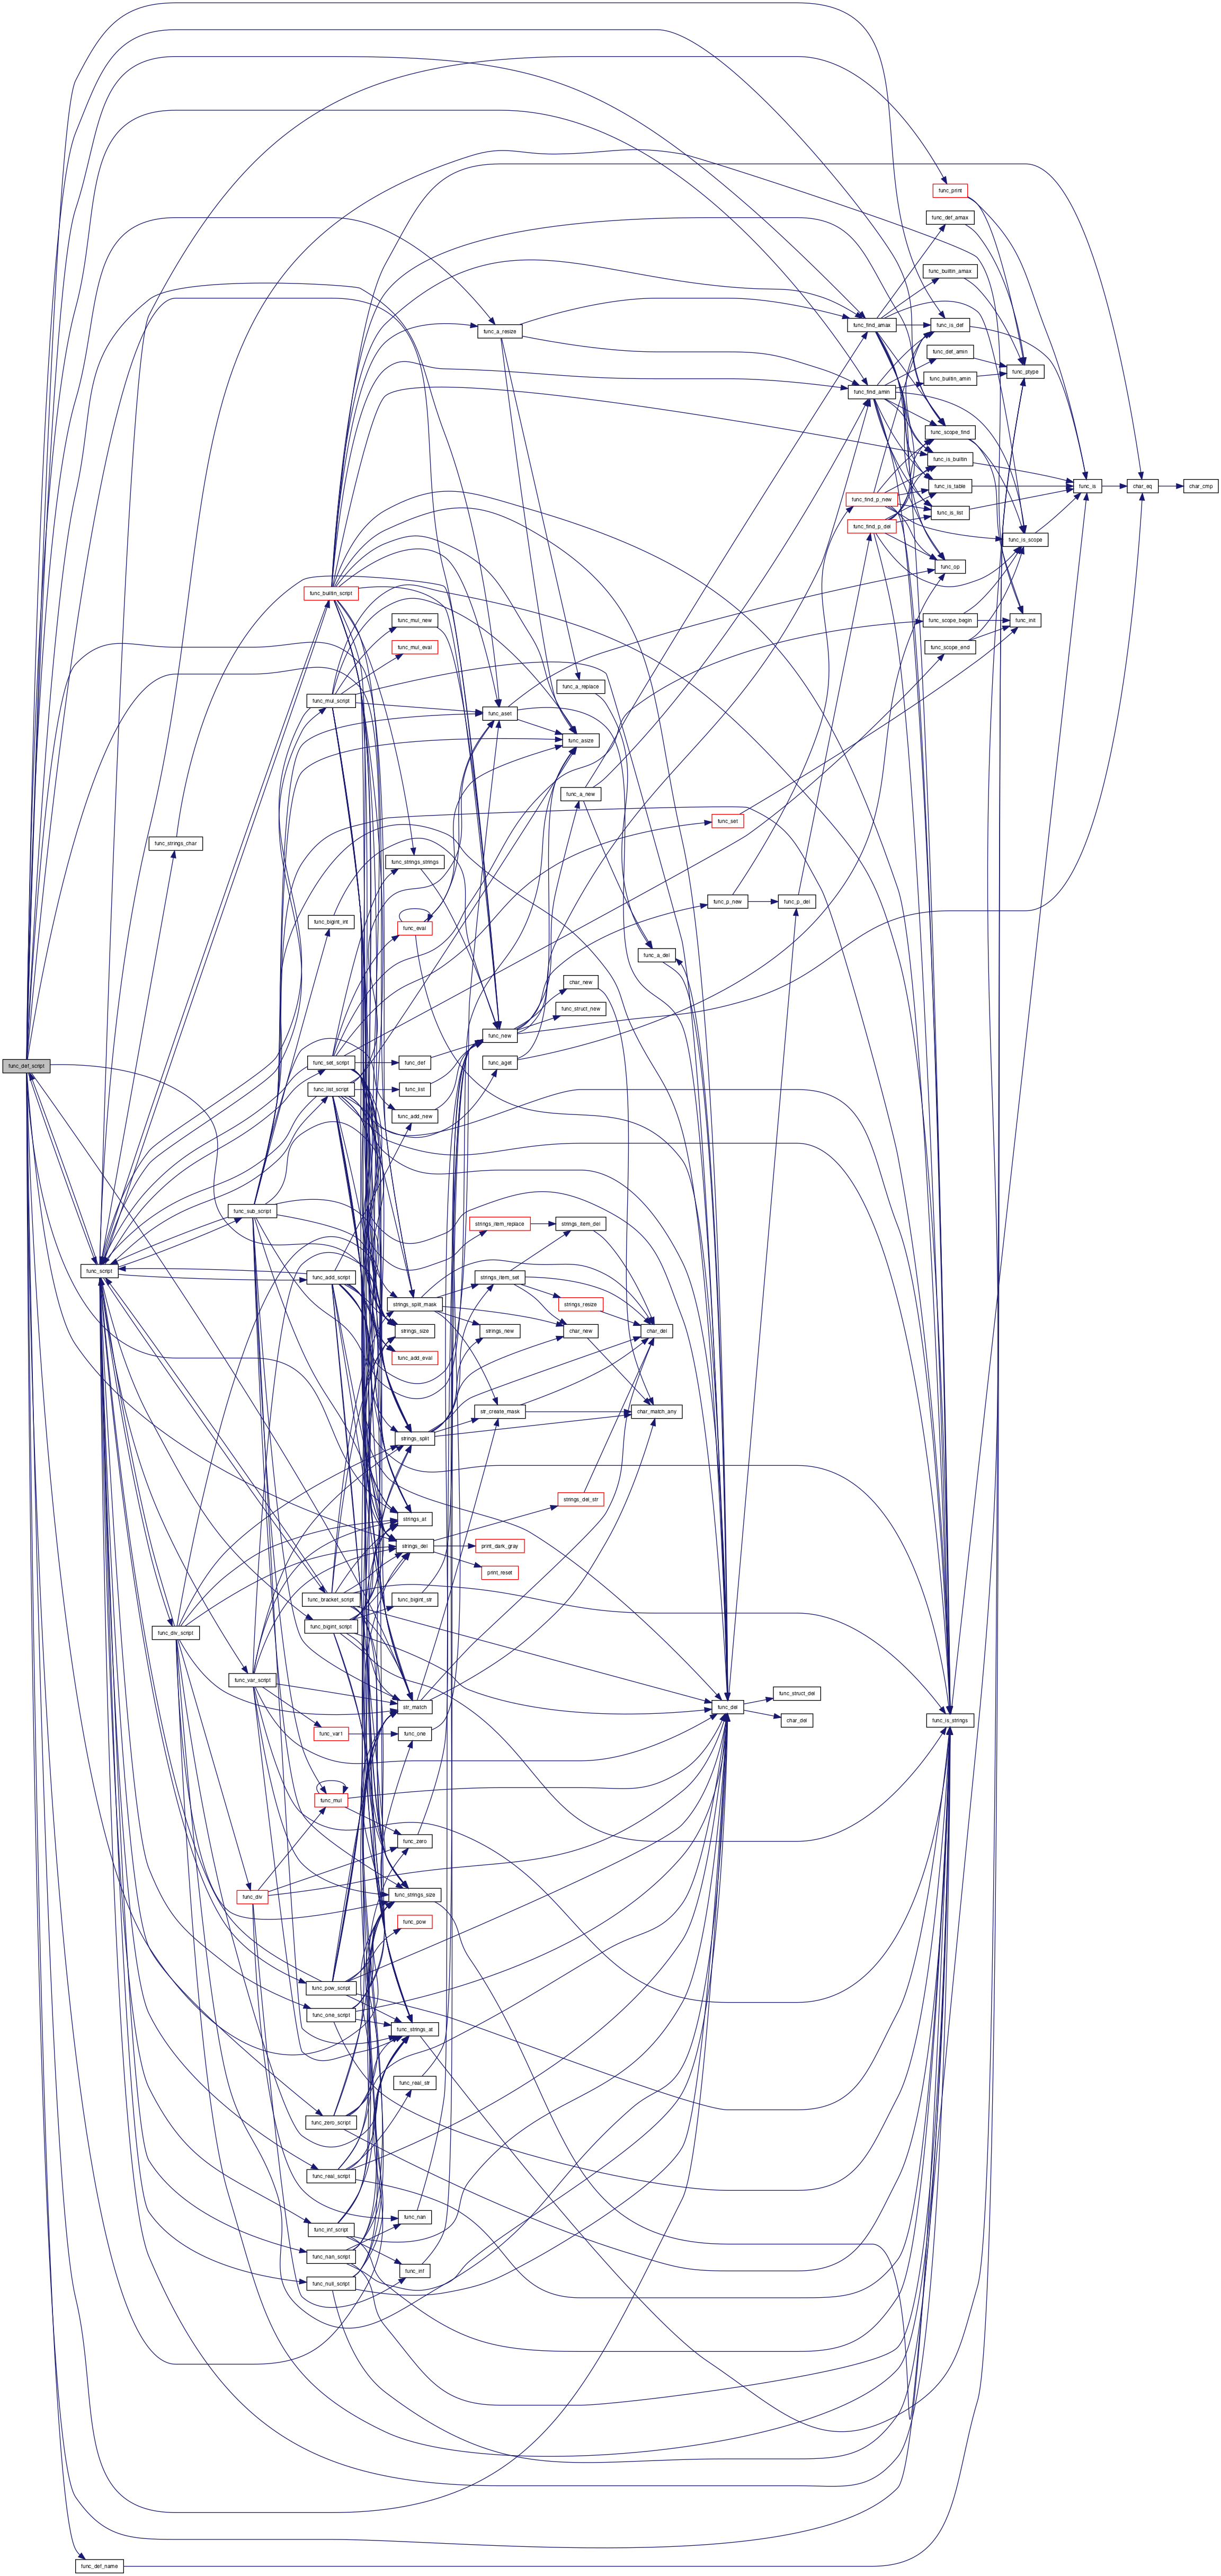 func_print
func_def_amax
func_builtin_amax
func_find_amax
func_is_def
func_a_resize
func_def_amin
func_ptype
func_builtin_amin
func_find_amin
func_scope_find
func_is_builtin
func_is_table
func_is
char_eq
char_cmp
func_find_p_new
func_is_list
func_find_p_del
func_is_scope
func_op
func_builtin_script
func_mul_new
func_scope_begin
func_init
func_mul_eval
func_scope_end
func_a_replace
func_mul_script
func_aset
func_asize
func_a_new
func_set
func_strings_char
func_strings_strings
func_p_new
func_p_del
func_bigint_int
func_eval
func_a_del
char_new
func_struct_new
func_new
func_def_script
func_set_script
func_def
func_aget
func_list_script
func_list
func_add_new
func_sub_script
strings_item_replace
strings_item_del
func_script
func_add_script
strings_item_set
strings_split_mask
strings_resize
strings_size
strings_new
char_new
char_del
func_add_eval
str_create_mask
char_match_any
strings_split
strings_del_str
strings_at
strings_del
print_dark_gray
print_reset
func_bracket_script
func_bigint_str
func_bigint_script
func_div_script
func_var_script
func_struct_del
str_match
func_del
char_del
func_is_strings
func_var1
func_one
func_mul
func_zero
func_div
func_strings_size
func_pow
func_pow_script
func_one_script
func_strings_at
func_real_str
func_zero_script
func_real_script
func_nan
func_inf_script
func_nan_script
func_inf
func_null_script
func_def_name